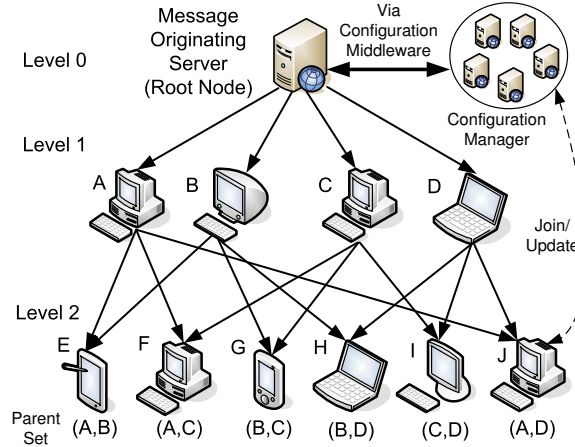 Message
Originating
Server
(Root Node)
Via
Configuration
Middleware
Level 0
Configuration
Manager
Level 1
A
B
C
D
Join/
Update
Level 2
E
F
G
H
I
J
Parent
Set
(A,B)
(A,C)
(B,C)
(B,D)
(C,D)
(A,D)